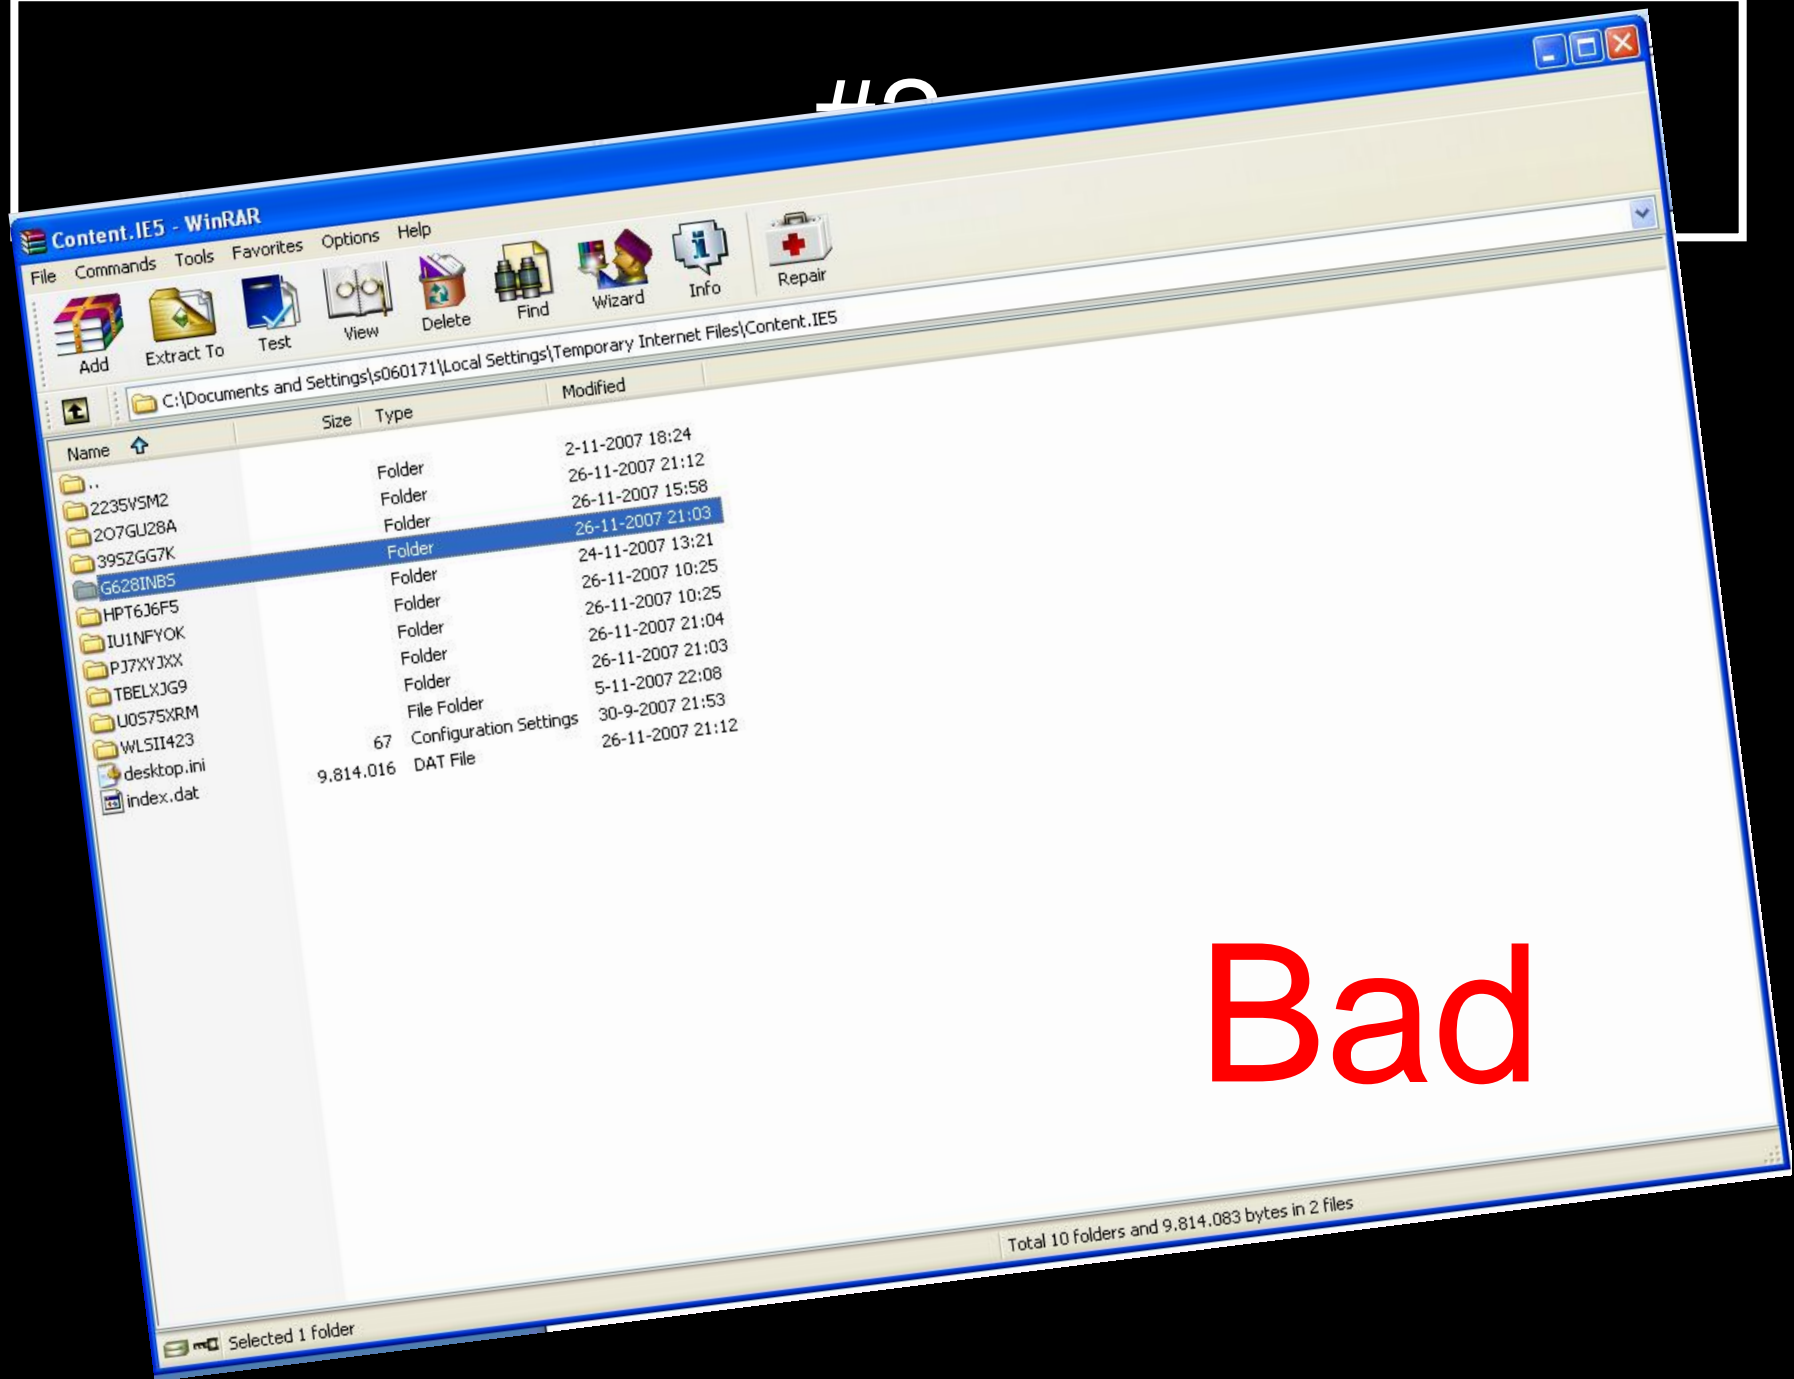 Content.IE5 - WinRAR
File Commands Tools Favorites Options Help
Add Extract To Test View Delete Find Wizard Info Repair
C:\Documents and Settings\s060171\Local Settings\Temporary Internet Files\Content.IE5
Name Size Type Modified
..
2235VSM2 Folder 2-11-2007 18:24
2O7GU28A Folder 26-11-2007 21:12
39SZGG7K Folder 26-11-2007 15:58
G628INBS Folder 26-11-2007 21:03
HPT6J6F5 Folder 24-11-2007 13:21
IU1NFYOK Folder 26-11-2007 10:25
PJ7XYJXX Folder 26-11-2007 10:25
TBELXJG9 Folder 26-11-2007 21:04
U0S75XRM Folder 26-11-2007 21:03
WLSII423 File Folder 5-11-2007 22:08
desktop.ini 67 Configuration Settings 30-9-2007 21:53
index.dat 9.814.016 DAT File 26-11-2007 21:12
Bad
Total 10 folders and 9.814.083 bytes in 2 files
Selected 1 folder